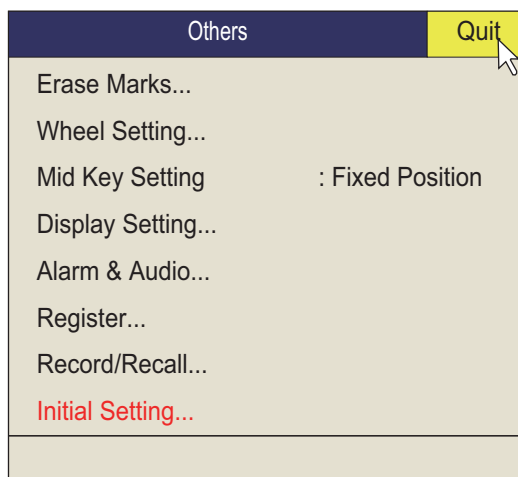 Others Quit
Erase Marks...
Wheel Setting...
Mid Key Setting : Fixed Position
Display Setting...
Alarm & Audio...
Register...
Record/Recall...
Initial Setting...